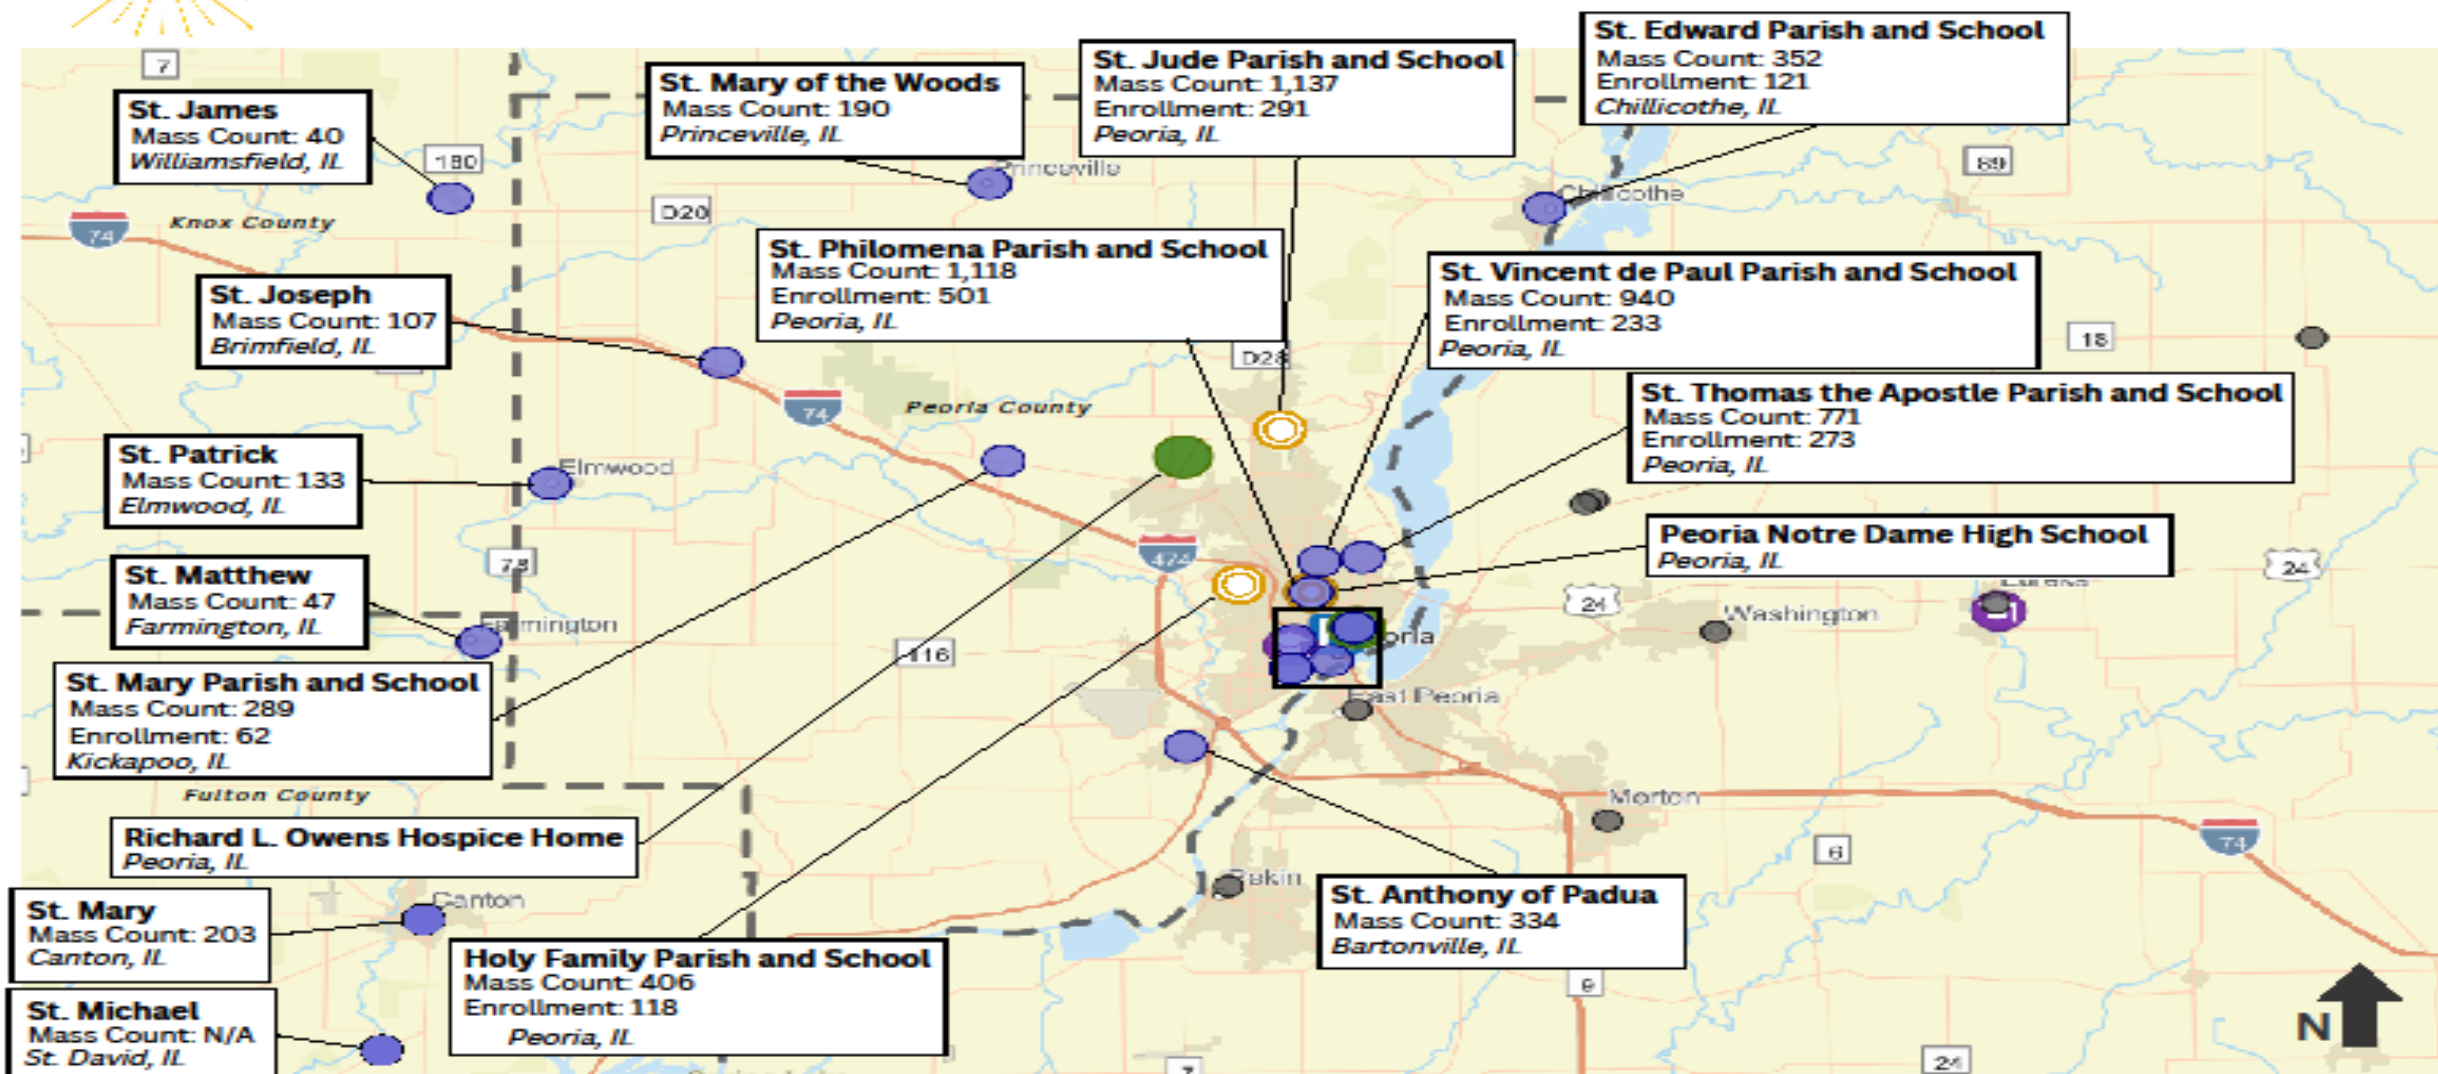 St. Edward Parish and School
Mass Count: 352
Enrollment: 121
Chillicothe, IL
St. Jude Parish and School
Mass Count: 1,137
Enrollment: 291
Peoria, IL
St. Mary of the Woods
Mass Count: 190
Princeville, IL
7
St. James
Mass Count: 40
Williamsfield, IL
180
89
Chillicothe
D20
Knox County
74
St. Philomena Parish and School
Mass Count: 1,118
Enrollment: 501
Peoria, IL
St. Vincent de Paul Parish and School
Mass Count: 940
Enrollment: 233
Peoria, IL
St. Joseph
Mass Count: 107
Brimfield, IL
18
St. Thomas the Apostle Parish and School
Mass Count: 771
Enrollment: 273
Peoria, IL
74
Peoria County
St. Patrick
Mass Count: 133
Elmwood, IL
Elmwood
Peoria Notre Dame High School
Peoria, IL
474
78
24
24
St. Matthew
Mass Count: 47
Farmington, IL
Washington
116
St. Mary Parish and School
Mass Count: 289
Enrollment: 62
Kickapoo, IL
East Peoria
Fulton County
Morton
Richard L. Owens Hospice Home
Peoria, IL
74
6
Pekin
St. Anthony of Padua
Mass Count: 334
Bartonville, IL
St. Mary
Mass Count: 203
Canton, IL
Canton
Holy Family Parish and School
Mass Count: 406
Enrollment: 118
Peoria, IL
9
St. Michael
Mass Count: N/A
St. David, IL
N
24